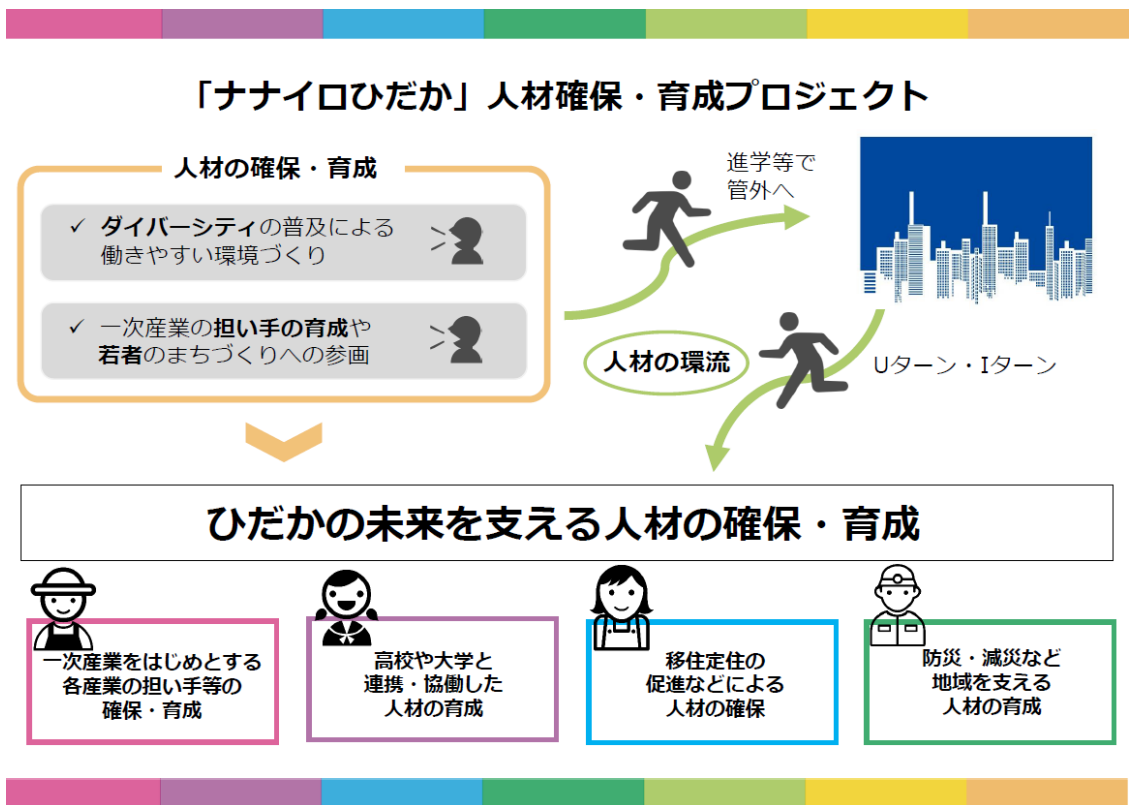 「ナナイロひだか」人材確保・育成プロジェクト
人材の確保・育成
✓ ダイバーシティの普及による
働きやすい環境づくり
✓ 一次産業の担い手の育成や
若者のまちづくりへの参画
進学等で
管外へ
人材の環流
Uターン・Iターン
ひだかの未来を支える人材の確保・育成
一次産業をはじめとする
各産業の担い手等の
確保・育成
高校や大学と
連携・協働した
人材の育成
移住定住の
促進などによる
人材の確保
防災・減災など
地域を支える
人材の育成